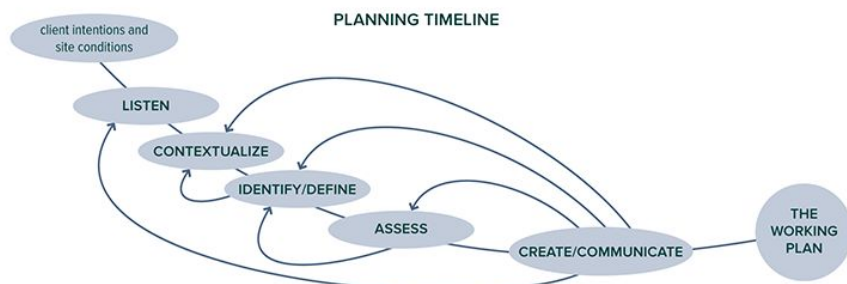 PLANNING TIMELINE
client intentions and
site conditions
LISTEN
CONTEXTUALIZE
IDENTIFY/DEFINE
ASSESS
CREATE/COMMUNICATE
THE
WORKING
PLAN